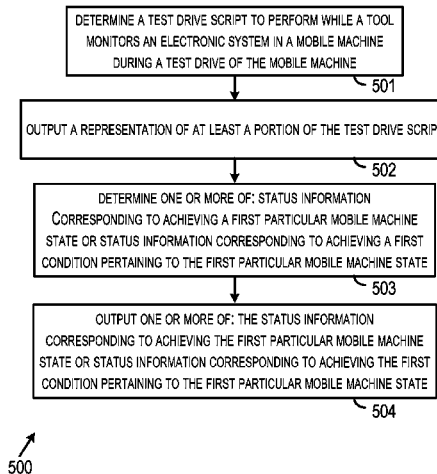 DETERMINE A TEST DRIVE SCRIPT TO PERFORM WHILE A TOOL
MONITORS AN ELECTRONIC SYSTEM IN A MOBILE MACHINE
DURING A TEST DRIVE OF THE MOBILE MACHINE
501
OUTPUT A REPRESENTATION OF AT LEAST A PORTION OF THE TEST DRIVE SCRIPT
502
DETERMINE ONE OR MORE OF: STATUS INFORMATION
CORRESPONDING TO ACHIEVING A FIRST PARTICULAR MOBILE MACHINE
STATE OR STATUS INFORMATION CORRESPONDING TO ACHIEVING A FIRST
CONDITION PERTAINING TO THE FIRST PARTICULAR MOBILE MACHINE STATE
503
OUTPUT ONE OR MORE OF: THE STATUS INFORMATION
CORRESPONDING TO ACHIEVING THE FIRST PARTICULAR MOBILE MACHINE
STATE OR STATUS INFORMATION CORRESPONDING TO ACHIEVING THE FIRST
CONDITION PERTAINING TO THE FIRST PARTICULAR MOBILE MACHINE STATE
504
500